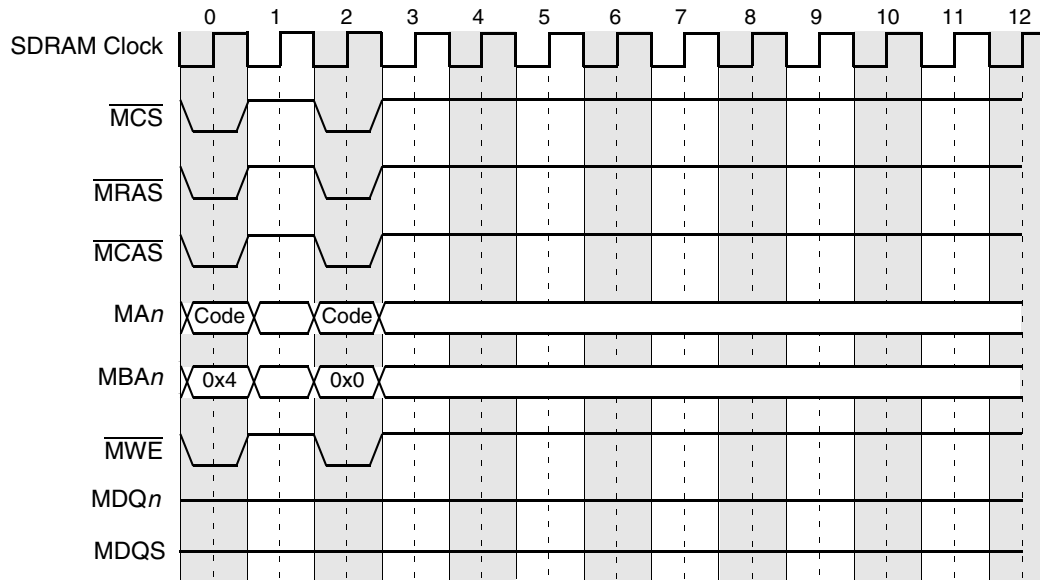 0 1 2 3 4 5 6 7 8 9 10 11 12
SDRAM Clock
MCS
MRAS
MCAS
MAn Code Code
MBAn 0x4 0x0
MWE
MDQn
MDQS